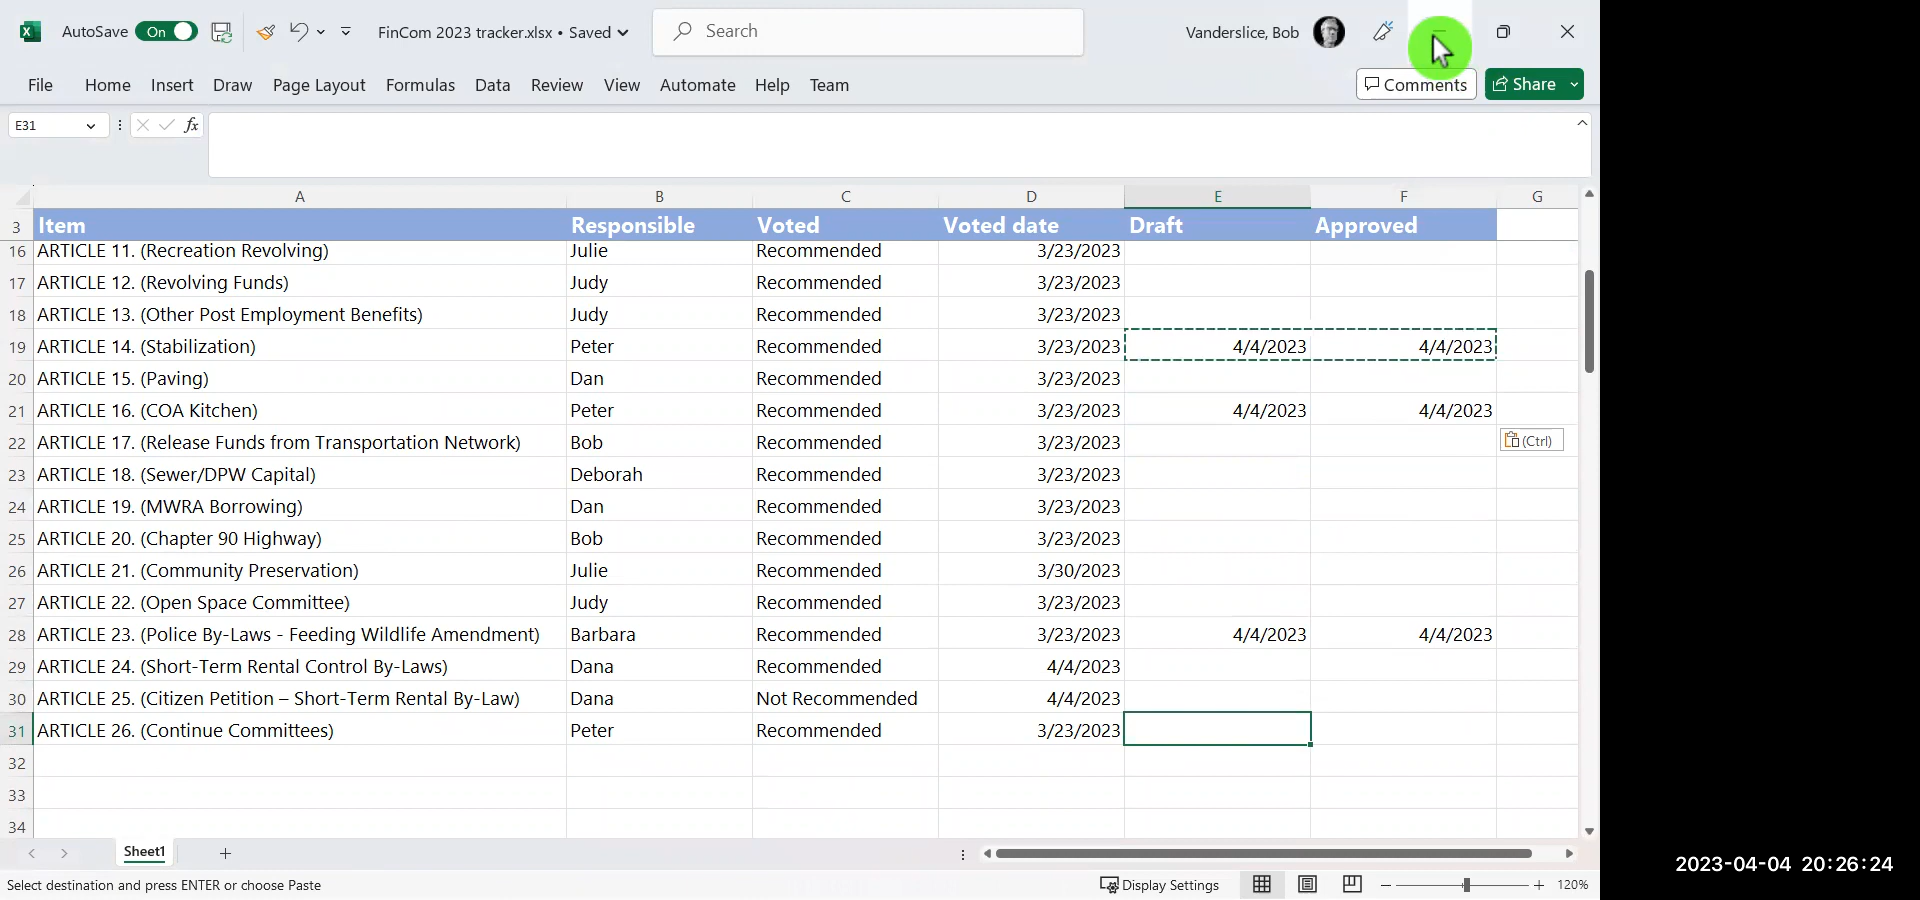 AutoSave On FinCom 2023 tracker.xlsx • Saved Search Vanderslice, Bob
File Home Insert Draw Page Layout Formulas Data Review View Automate Help Team Comments Share
E31 fx
A B C D E F G
3 Item Responsible Voted Voted date Draft Approved
16 ARTICLE 11. (Recreation Revolving) Julie Recommended 3/23/2023
17 ARTICLE 12. (Revolving Funds) Judy Recommended 3/23/2023
18 ARTICLE 13. (Other Post Employment Benefits) Judy Recommended 3/23/2023
19 ARTICLE 14. (Stabilization) Peter Recommended 3/23/2023 4/4/2023 4/4/2023
20 ARTICLE 15. (Paving) Dan Recommended 3/23/2023
21 ARTICLE 16. (COA Kitchen) Peter Recommended 3/23/2023 4/4/2023 4/4/2023
22 ARTICLE 17. (Release Funds from Transportation Network) Bob Recommended 3/23/2023 (Ctrl)
23 ARTICLE 18. (Sewer/DPW Capital) Deborah Recommended 3/23/2023
24 ARTICLE 19. (MWRA Borrowing) Dan Recommended 3/23/2023
25 ARTICLE 20. (Chapter 90 Highway) Bob Recommended 3/23/2023
26 ARTICLE 21. (Community Preservation) Julie Recommended 3/30/2023
27 ARTICLE 22. (Open Space Committee) Judy Recommended 3/23/2023
28 ARTICLE 23. (Police By-Laws - Feeding Wildlife Amendment) Barbara Recommended 3/23/2023 4/4/2023 4/4/2023
29 ARTICLE 24. (Short-Term Rental Control By-Laws) Dana Recommended 4/4/2023
30 ARTICLE 25. (Citizen Petition – Short-Term Rental By-Law) Dana Not Recommended 4/4/2023
31 ARTICLE 26. (Continue Committees) Peter Recommended 3/23/2023
32
33
34
Sheet1
Select destination and press ENTER or choose Paste Display Settings 120%
2023-04-04 20:26:24